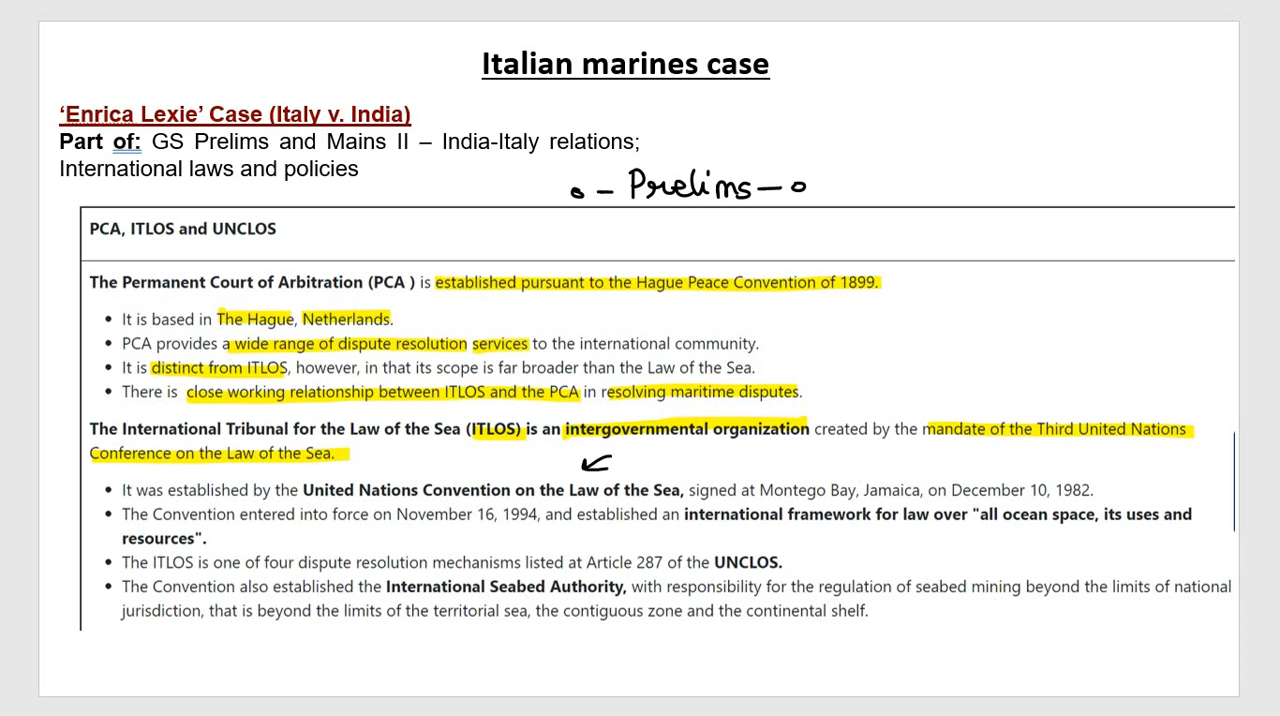 Italian marines case
‘Enrica Lexie’ Case (Italy v. India)
Part of: GS Prelims and Mains II – India-Italy relations;
International laws and policies
- Prelims -
PCA, ITLOS and UNCLOS
The Permanent Court of Arbitration (PCA ) is established pursuant to the Hague Peace Convention of 1899.
• It is based in The Hague, Netherlands.
• PCA provides a wide range of dispute resolution services to the international community.
• It is distinct from ITLOS, however, in that its scope is far broader than the Law of the Sea.
• There is close working relationship between ITLOS and the PCA in resolving maritime disputes.
The International Tribunal for the Law of the Sea (ITLOS) is an intergovernmental organization created by the mandate of the Third United Nations
Conference on the Law of the Sea.
• It was established by the United Nations Convention on the Law of the Sea, signed at Montego Bay, Jamaica, on December 10, 1982.
• The Convention entered into force on November 16, 1994, and established an international framework for law over "all ocean space, its uses and
resources".
• The ITLOS is one of four dispute resolution mechanisms listed at Article 287 of the UNCLOS.
• The Convention also established the International Seabed Authority, with responsibility for the regulation of seabed mining beyond the limits of national
jurisdiction, that is beyond the limits of the territorial sea, the contiguous zone and the continental shelf.